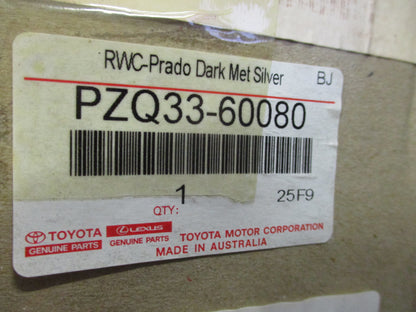 RWC-Prado Dark Met Silver BJ
PZQ33-60080
1 25F9
QTY:
TOYOTA LEXUS TOYOTA MOTOR CORPORATION
GENUINE PARTS GENUINE PARTS MADE IN AUSTRALIA